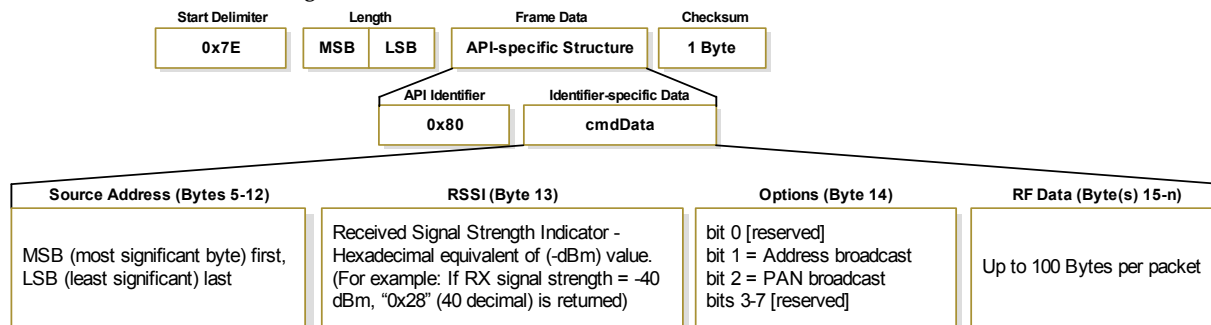 Start Delimiter Length Frame Data Checksum
0x7E MSB LSB API-specific Structure 1 Byte
API Identifier Identifier-specific Data
0x80 cmdData
Source Address (Bytes 5-12)
MSB (most significant byte) first,
LSB (least significant) last
RSSI (Byte 13)
Received Signal Strength Indicator -
Hexadecimal equivalent of (-dBm) value.
(For example: If RX signal strength = -40
dBm, “0x28” (40 decimal) is returned)
Options (Byte 14)
bit 0 [reserved]
bit 1 = Address broadcast
bit 2 = PAN broadcast
bits 3-7 [reserved]
RF Data (Byte(s) 15-n)
Up to 100 Bytes per packet